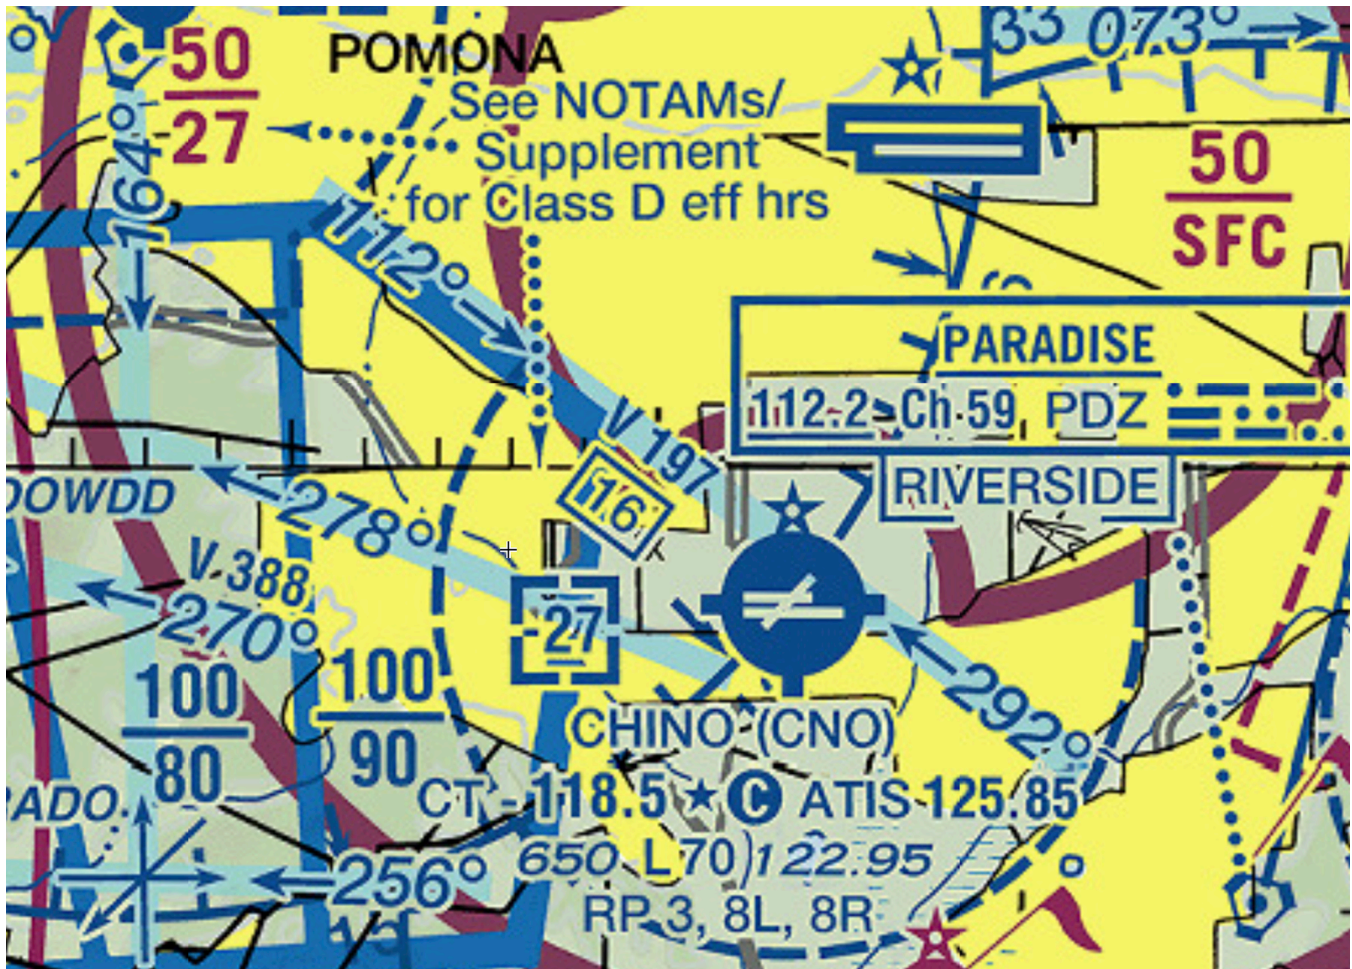 33 073°
POMONA
50
27
See NOTAMs/
Supplement
for Class D eff hrs
50
SFC
164°
112°
PARADISE
112.2 Ch 59 PDZ
V 197
RIVERSIDE
16
DOWDD
278°
V 388
270°
27
100
80
100
90
292°
CHINO (CNO)
CT - 118.5 ★ C ATIS 125.85
ADO
650 L 70 122.95
256°
RP 3, 8L, 8R